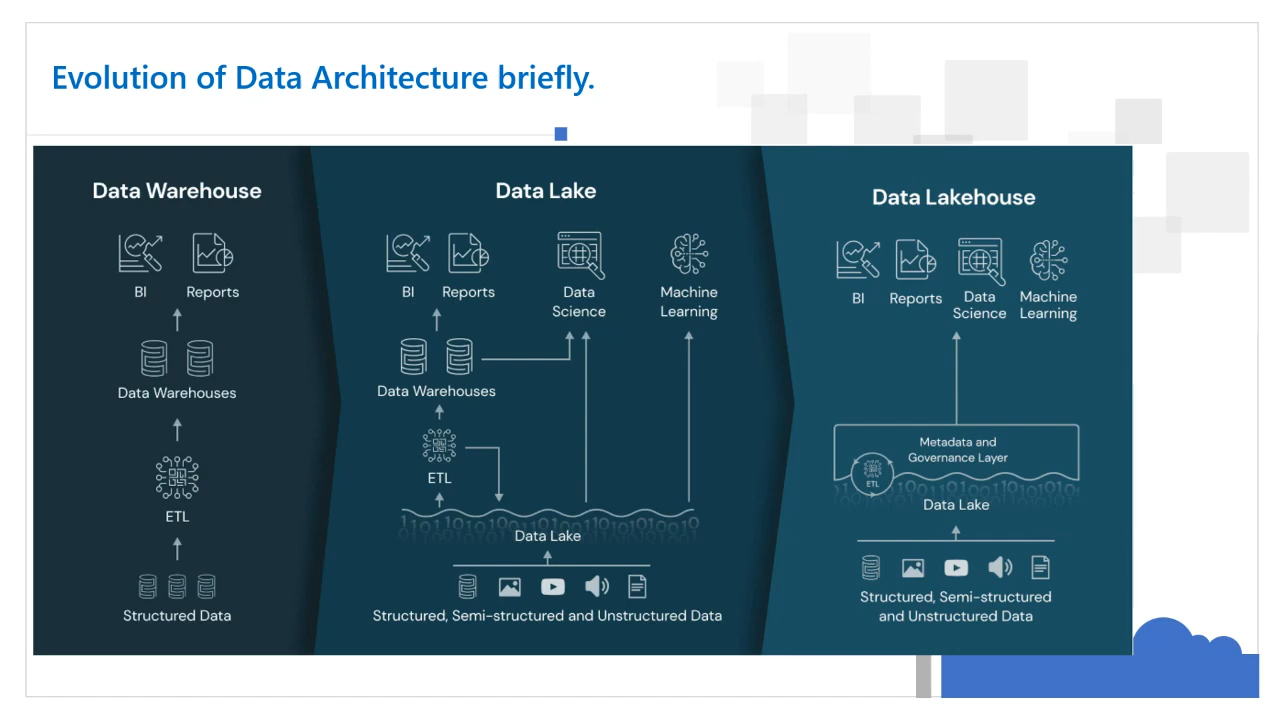 Evolution of Data Architecture briefly.
Data Warehouse
BI
Reports
Data Warehouses
ETL
Structured Data
Data Lake
BI
Reports
Data
Science
Machine
Learning
Data Warehouses
ETL
Data Lake
Structured, Semi-structured and Unstructured Data
Data Lakehouse
BI
Reports
Data
Science
Machine
Learning
Metadata and
Governance Layer
ETL
Data Lake
Structured, Semi-structured
and Unstructured Data